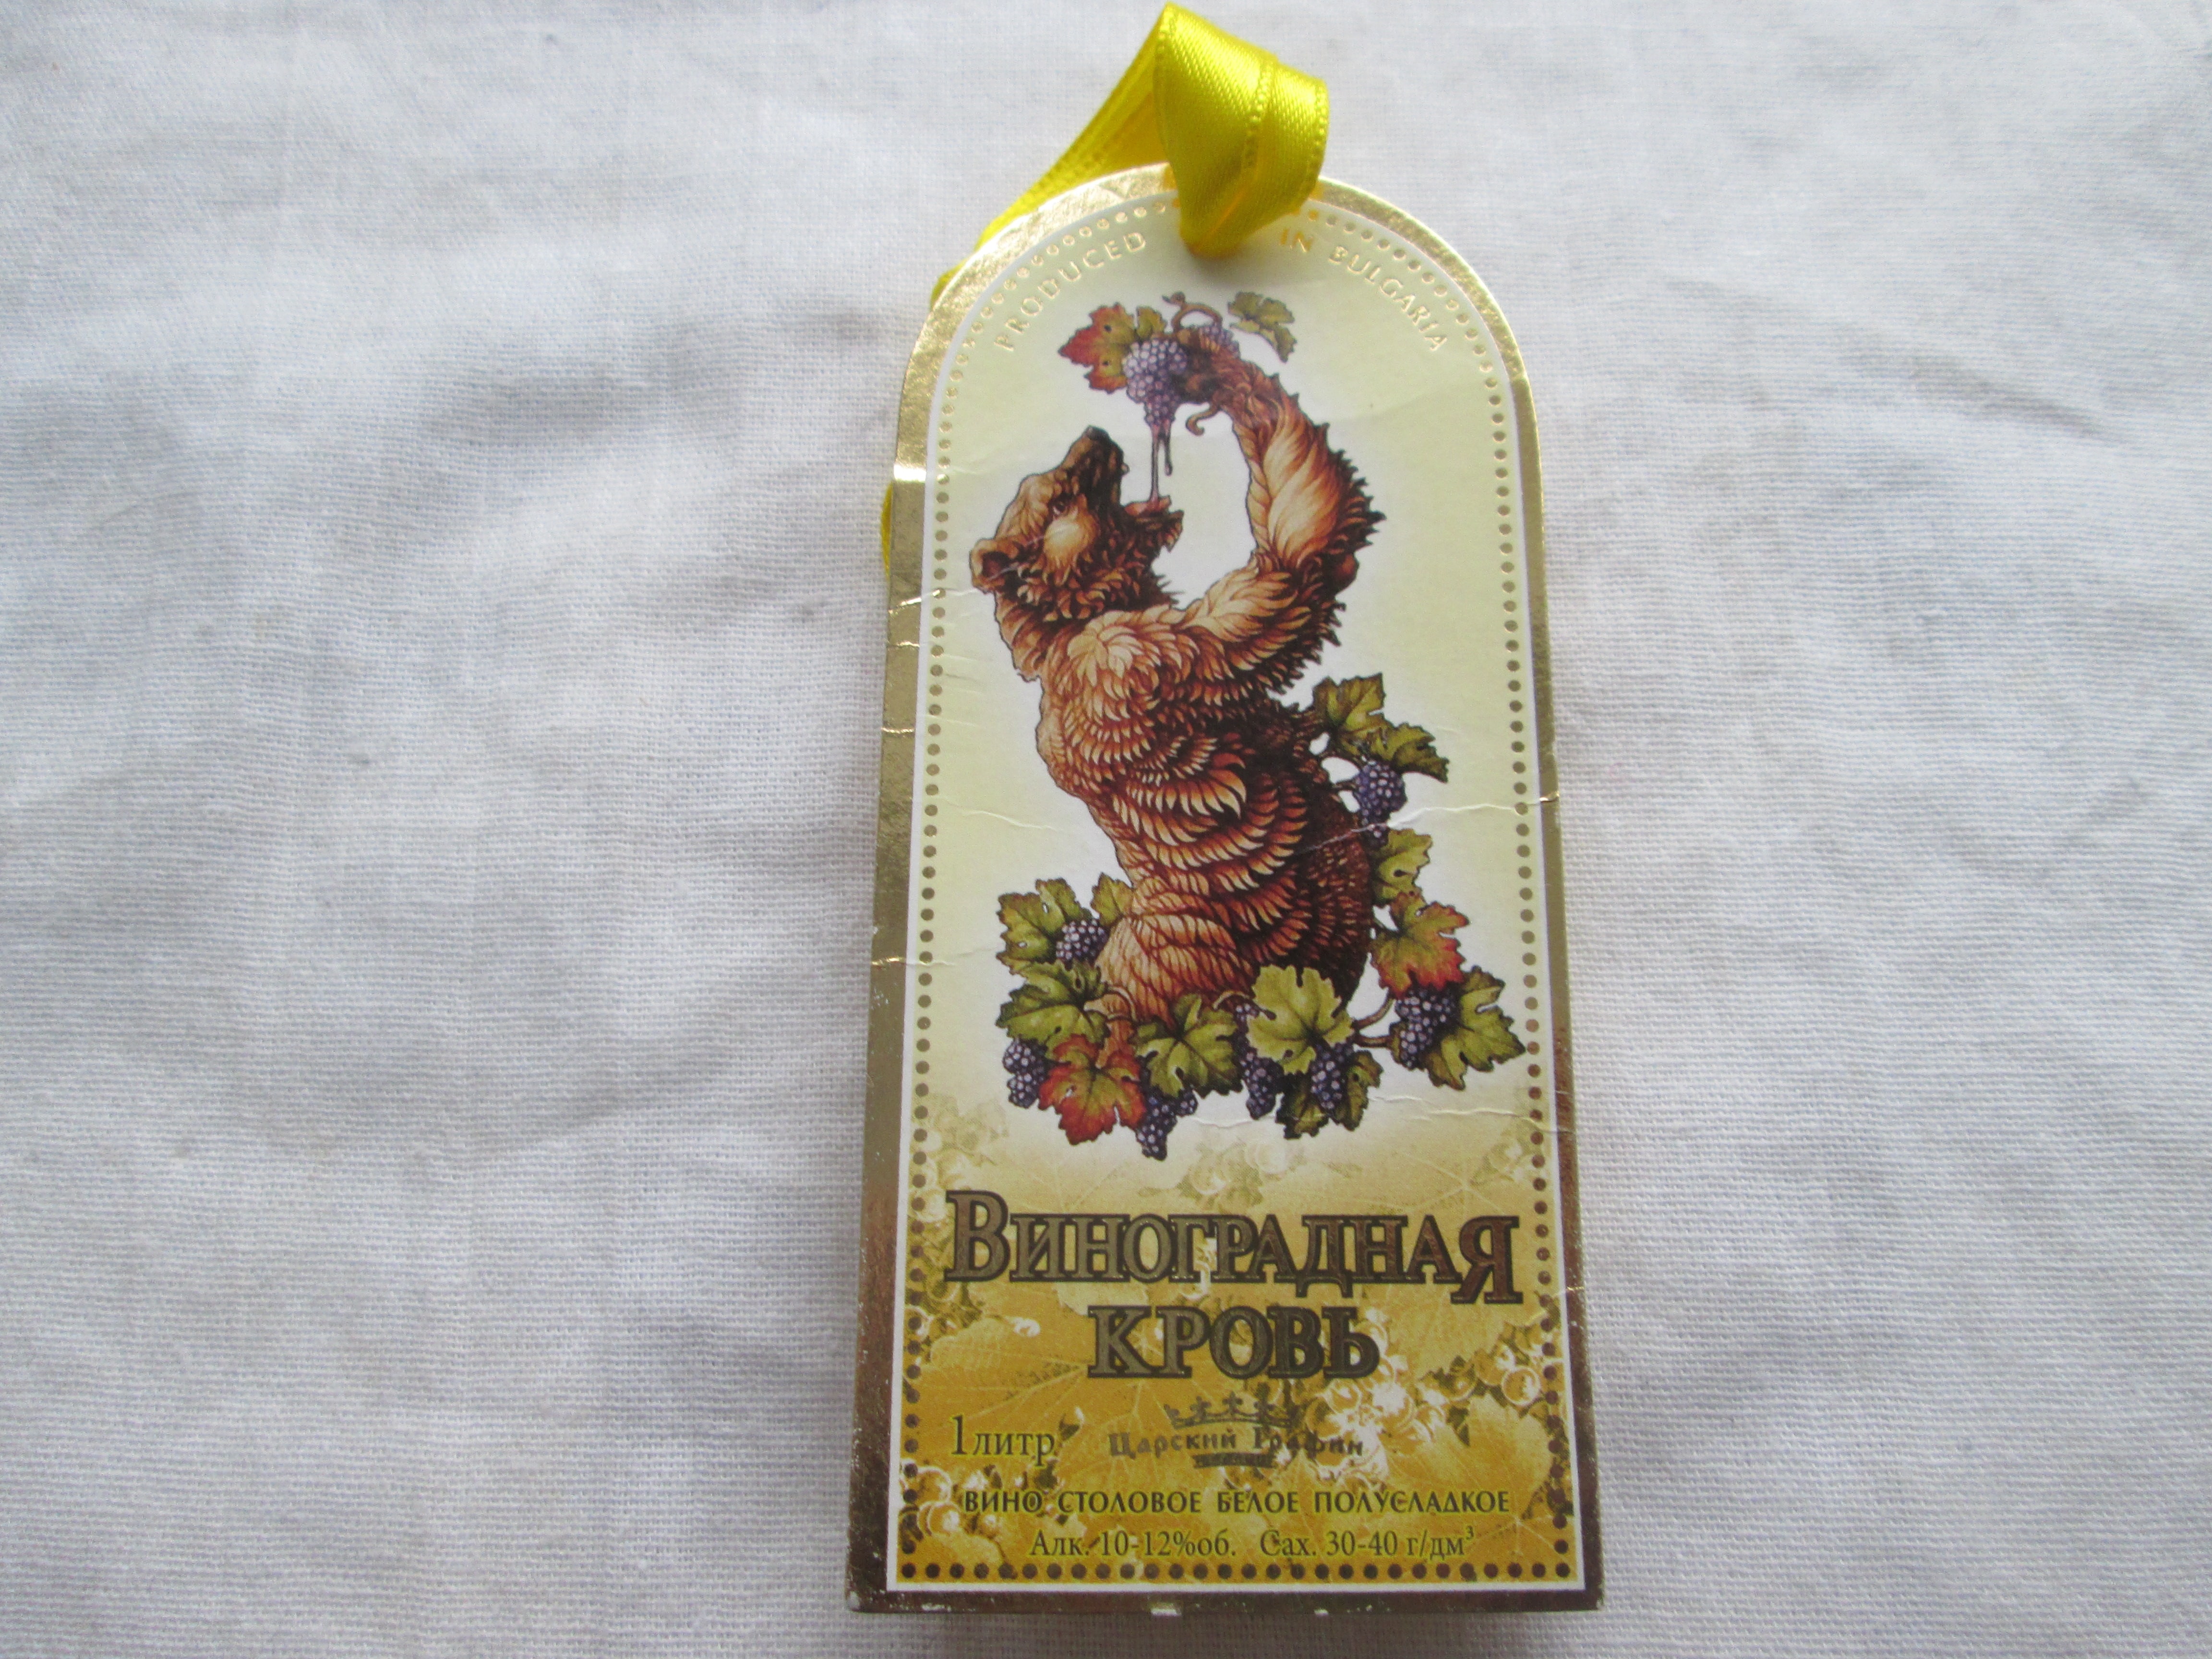 PRODUCED IN BULGARIA
ВИНОГРАДНАЯ
КРОВЬ
1 литр
Царский Графин
ВИНО СТОЛОВОЕ БЕЛОЕ ПОЛУСЛАДКОЕ
Алк. 10-12%об. Сах. 30-40 г/дм³